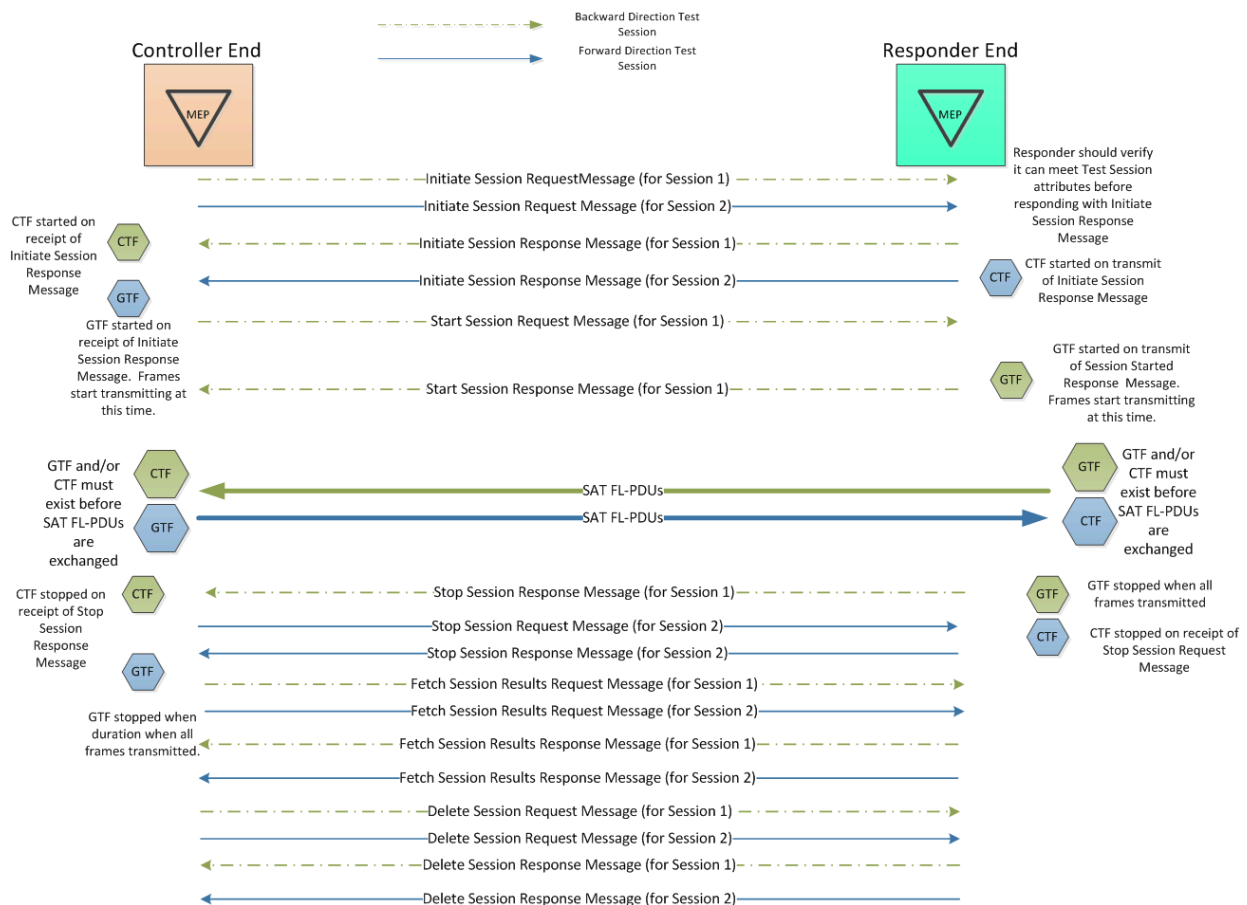 Backward Direction Test
Session
Forward Direction Test
Session
Controller End
Responder End
MEP
MEP
Responder should verify
it can meet Test Session
attributes before
responding with Initiate
Session Response
Message
Initiate Session RequestMessage (for Session 1)
Initiate Session Request Message (for Session 2)
CTF started on
receipt of
Initiate Session
Response
Message
CTF
Initiate Session Response Message (for Session 1)
Initiate Session Response Message (for Session 2)
CTF
CTF started on transmit
of Initiate Session
Response Message
GTF
GTF started on
receipt of Initiate
Session Response
Message. Frames
start transmitting at
this time.
Start Session Request Message (for Session 1)
Start Session Response Message (for Session 1)
GTF
GTF started on transmit
of Session Started
Response Message.
Frames start transmitting
at this time.
GTF and/or
CTF must
exist before
SAT FL-PDUs
are
exchanged
CTF
GTF
SAT FL-PDUs
SAT FL-PDUs
GTF
CTF
GTF and/or
CTF must
exist before
SAT FL-PDUs
are
exchanged
CTF stopped on
receipt of Stop
Session
Response
Message
CTF
Stop Session Response Message (for Session 1)
GTF
GTF stopped when all
frames transmitted
Stop Session Request Message (for Session 2)
CTF
CTF stopped on receipt of
Stop Session Request
Message
Stop Session Response Message (for Session 2)
GTF
GTF stopped when
duration when all
frames transmitted.
Fetch Session Results Request Message (for Session 1)
Fetch Session Results Request Message (for Session 2)
Fetch Session Results Response Message (for Session 1)
Fetch Session Results Response Message (for Session 2)
Delete Session Request Message (for Session 1)
Delete Session Request Message (for Session 2)
Delete Session Response Message (for Session 1)
Delete Session Response Message (for Session 2)